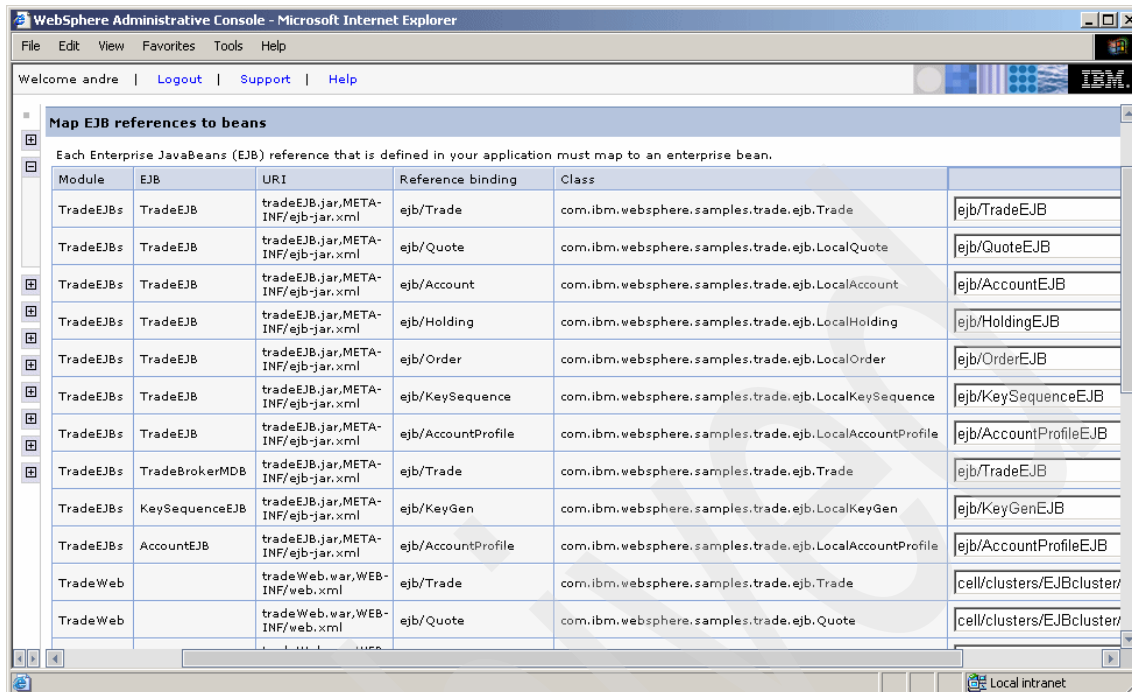 WebSphere Administrative Console - Microsoft Internet Explorer
File Edit View Favorites Tools Help
Welcome andre | Logout | Support | Help
IBM.
Map EJB references to beans
Each Enterprise JavaBeans (EJB) reference that is defined in your application must map to an enterprise bean.
Module EJB URI Reference binding Class
TradeEJBs TradeEJB tradeEJB.jar,META-INF/ejb-jar.xml ejb/Trade com.ibm.websphere.samples.trade.ejb.Trade ejb/TradeEJB
TradeEJBs TradeEJB tradeEJB.jar,META-INF/ejb-jar.xml ejb/Quote com.ibm.websphere.samples.trade.ejb.LocalQuote ejb/QuoteEJB
TradeEJBs TradeEJB tradeEJB.jar,META-INF/ejb-jar.xml ejb/Account com.ibm.websphere.samples.trade.ejb.LocalAccount ejb/AccountEJB
TradeEJBs TradeEJB tradeEJB.jar,META-INF/ejb-jar.xml ejb/Holding com.ibm.websphere.samples.trade.ejb.LocalHolding ejb/HoldingEJB
TradeEJBs TradeEJB tradeEJB.jar,META-INF/ejb-jar.xml ejb/Order com.ibm.websphere.samples.trade.ejb.LocalOrder ejb/OrderEJB
TradeEJBs TradeEJB tradeEJB.jar,META-INF/ejb-jar.xml ejb/KeySequence com.ibm.websphere.samples.trade.ejb.LocalKeySequence ejb/KeySequenceEJB
TradeEJBs TradeEJB tradeEJB.jar,META-INF/ejb-jar.xml ejb/AccountProfile com.ibm.websphere.samples.trade.ejb.LocalAccountProfile ejb/AccountProfileEJB
TradeEJBs TradeBrokerMDB tradeEJB.jar,META-INF/ejb-jar.xml ejb/Trade com.ibm.websphere.samples.trade.ejb.Trade ejb/TradeEJB
TradeEJBs KeySequenceEJB tradeEJB.jar,META-INF/ejb-jar.xml ejb/KeyGen com.ibm.websphere.samples.trade.ejb.LocalKeyGen ejb/KeyGenEJB
TradeEJBs AccountEJB tradeEJB.jar,META-INF/ejb-jar.xml ejb/AccountProfile com.ibm.websphere.samples.trade.ejb.LocalAccountProfile ejb/AccountProfileEJB
TradeWeb tradeWeb.war,WEB-INF/web.xml ejb/Trade com.ibm.websphere.samples.trade.ejb.Trade cell/clusters/EJBcluster/
TradeWeb tradeWeb.war,WEB-INF/web.xml ejb/Quote com.ibm.websphere.samples.trade.ejb.Quote cell/clusters/EJBcluster/
Local intranet